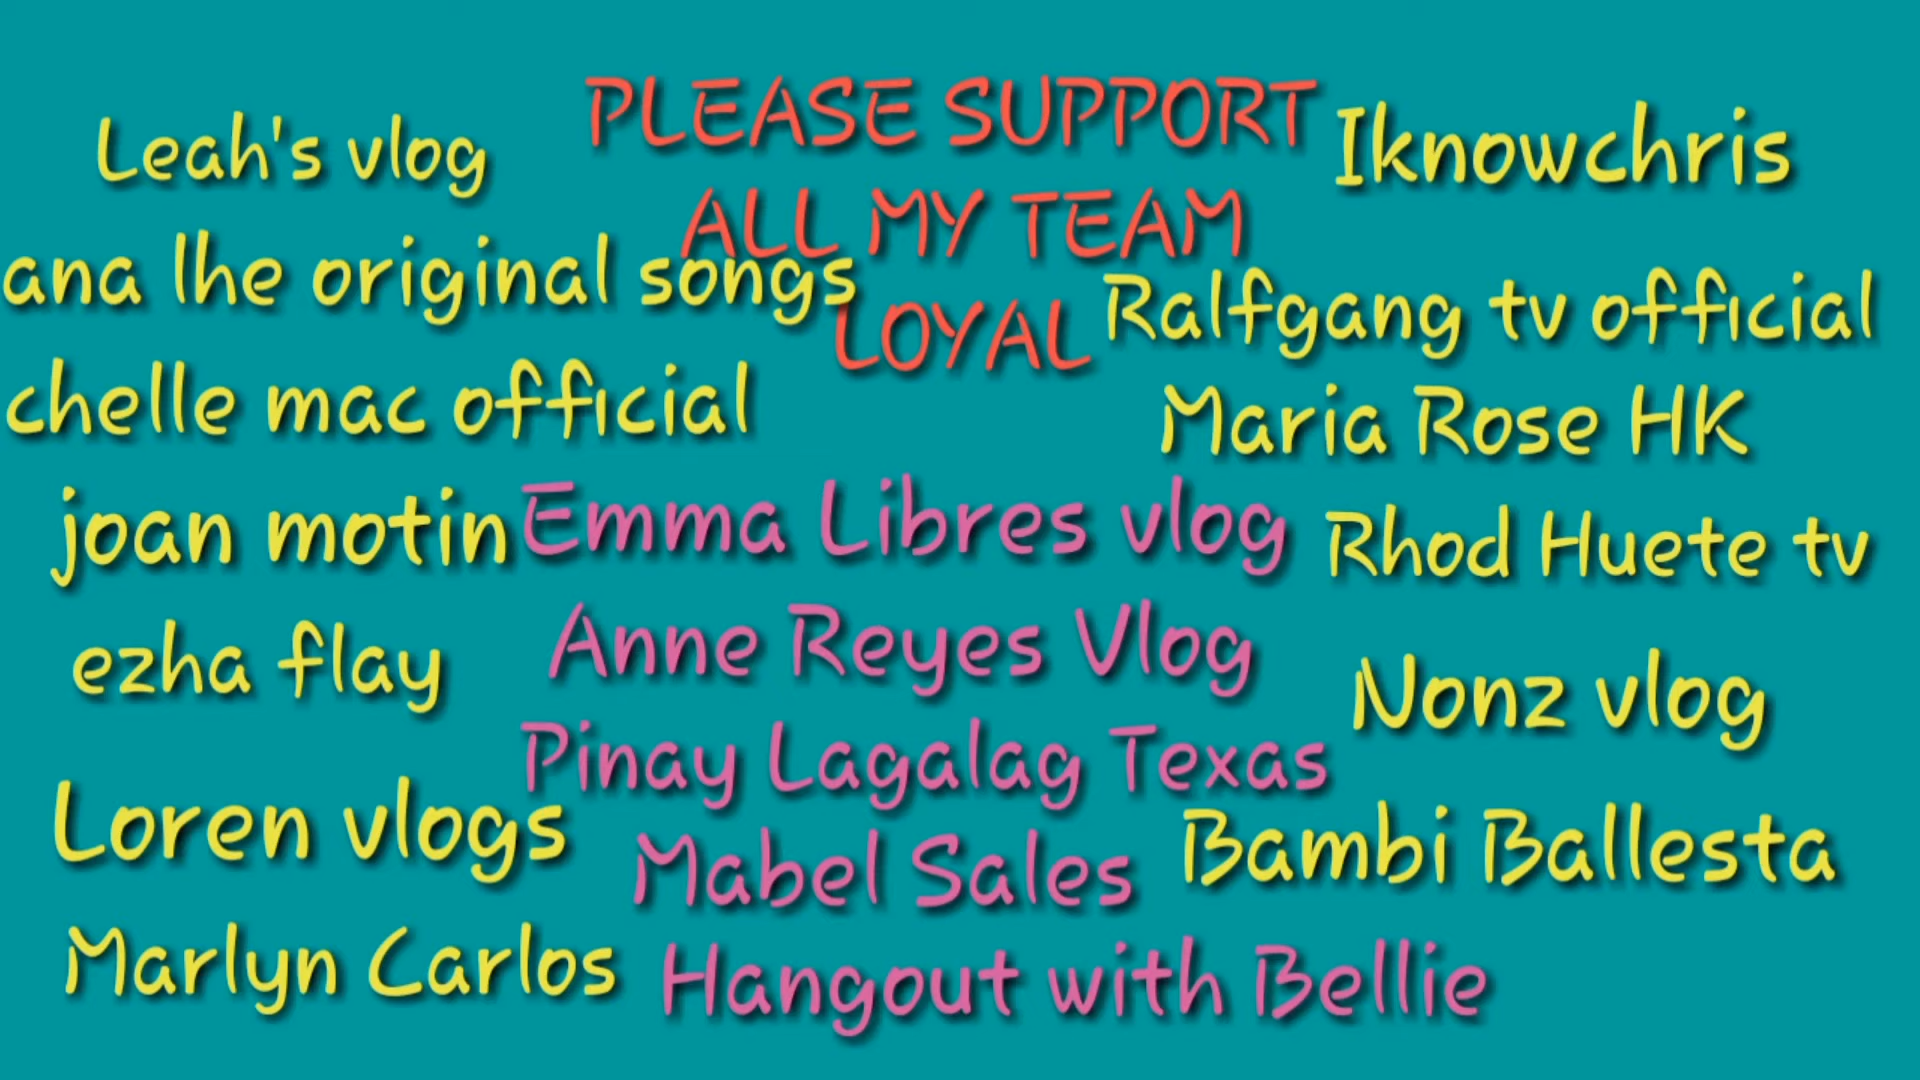 PLEASE SUPPORT
ALL MY TEAM
LOYAL
Leah's vlog
ana lhe original songs
chelle mac official
joan motin
ezha flay
Loren vlogs
Marlyn Carlos
Emma Libres vlog
Anne Reyes Vlog
Pinay Lagalag Texas
Mabel Sales
Hangout with Bellie
Iknowchris
Ralfgang tv official
Maria Rose HK
Rhod Huete tv
Nonz vlog
Bambi Ballesta